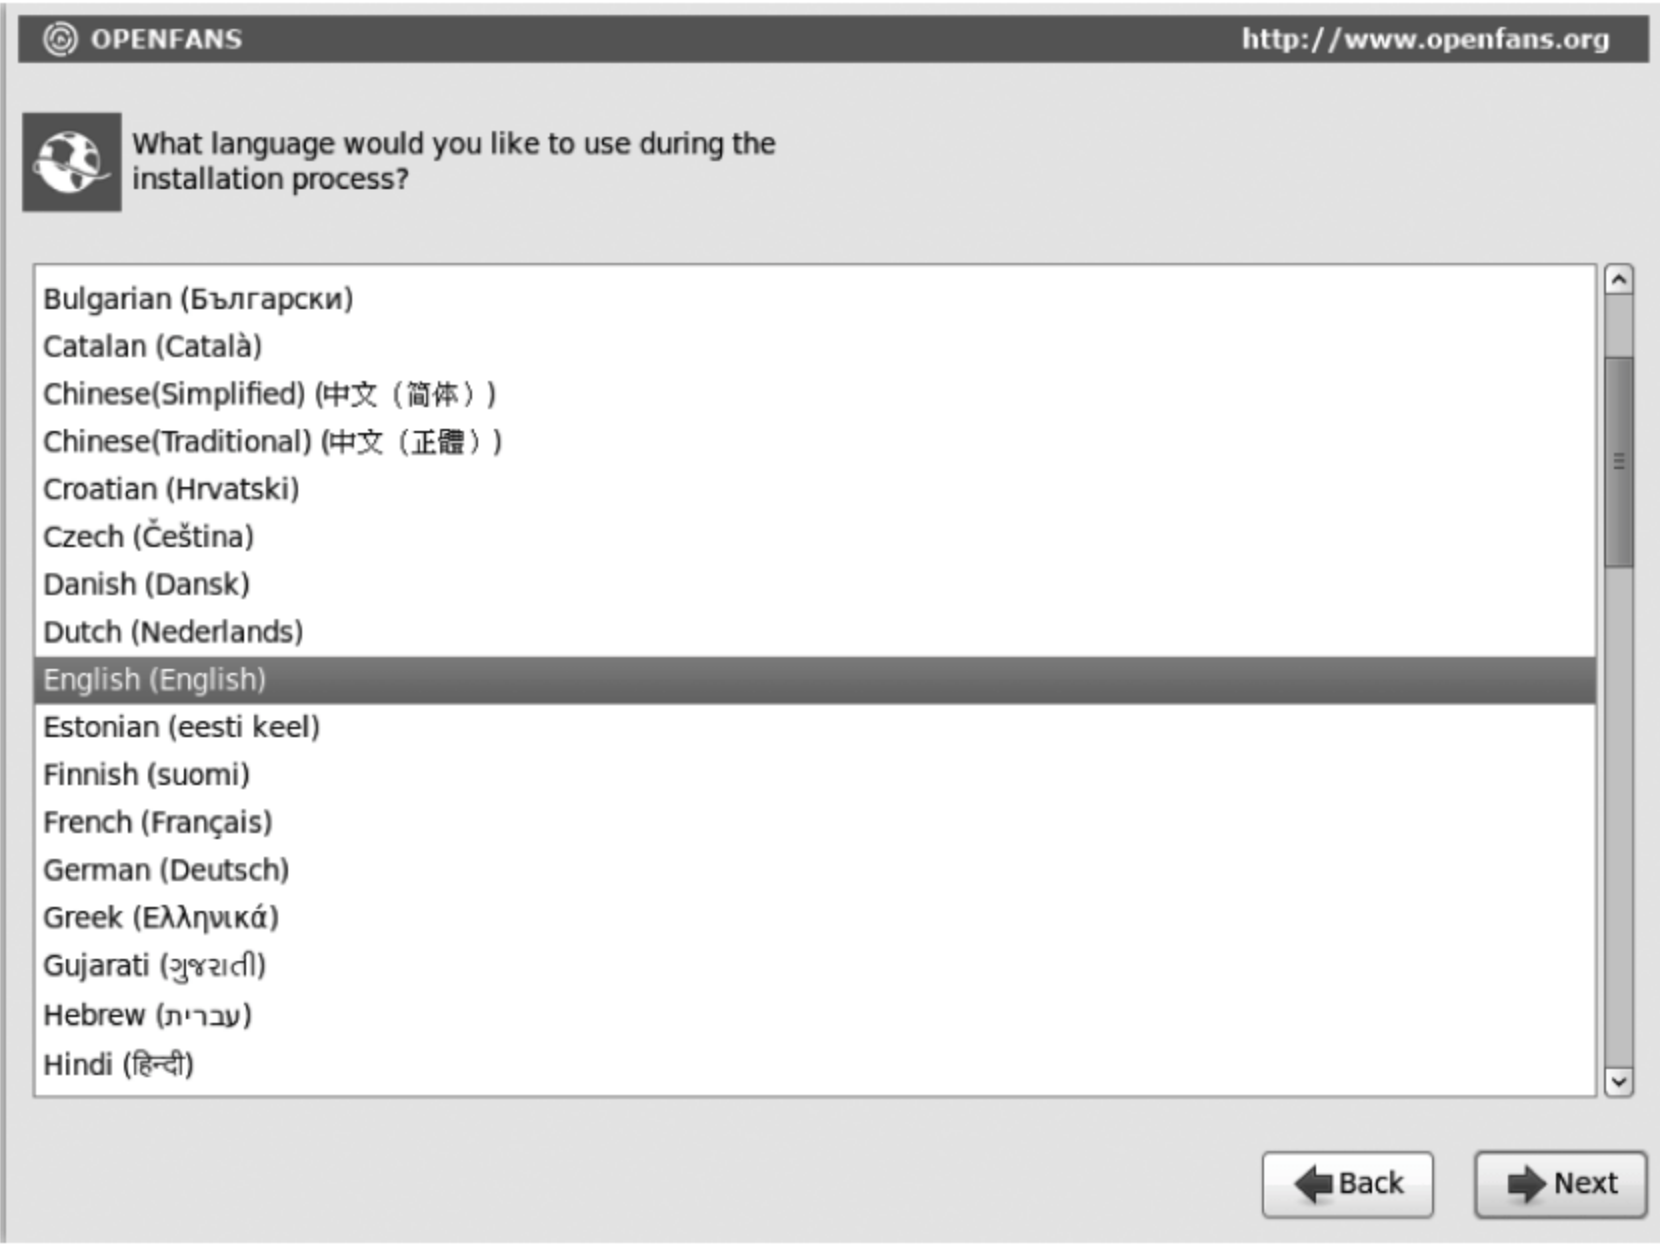 OPENFANS
http://www.openfans.org
What language would you like to use during the
installation process?
Bulgarian (Български)
Catalan (Català)
Chinese(Simplified) (中文（简体）)
Chinese(Traditional) (中文（正體）)
Croatian (Hrvatski)
Czech (Čeština)
Danish (Dansk)
Dutch (Nederlands)
English (English)
Estonian (eesti keel)
Finnish (suomi)
French (Français)
German (Deutsch)
Greek (Ελληνικά)
Gujarati (ગુજરાતી)
Hebrew (עברית)
Hindi (हिन्दी)
Back
Next